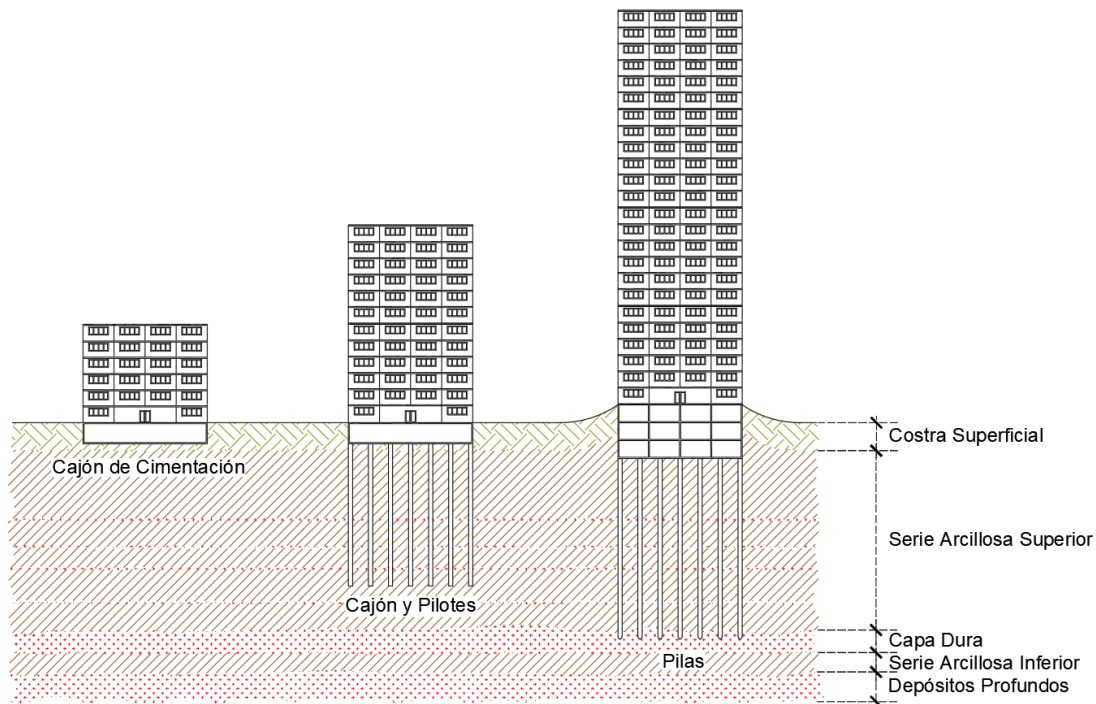 Costra Superficial
Cajón de Cimentación
Serie Arcillosa Superior
Cajón y Pilotes
Capa Dura
Pilas
Serie Arcillosa Inferior
Depósitos Profundos